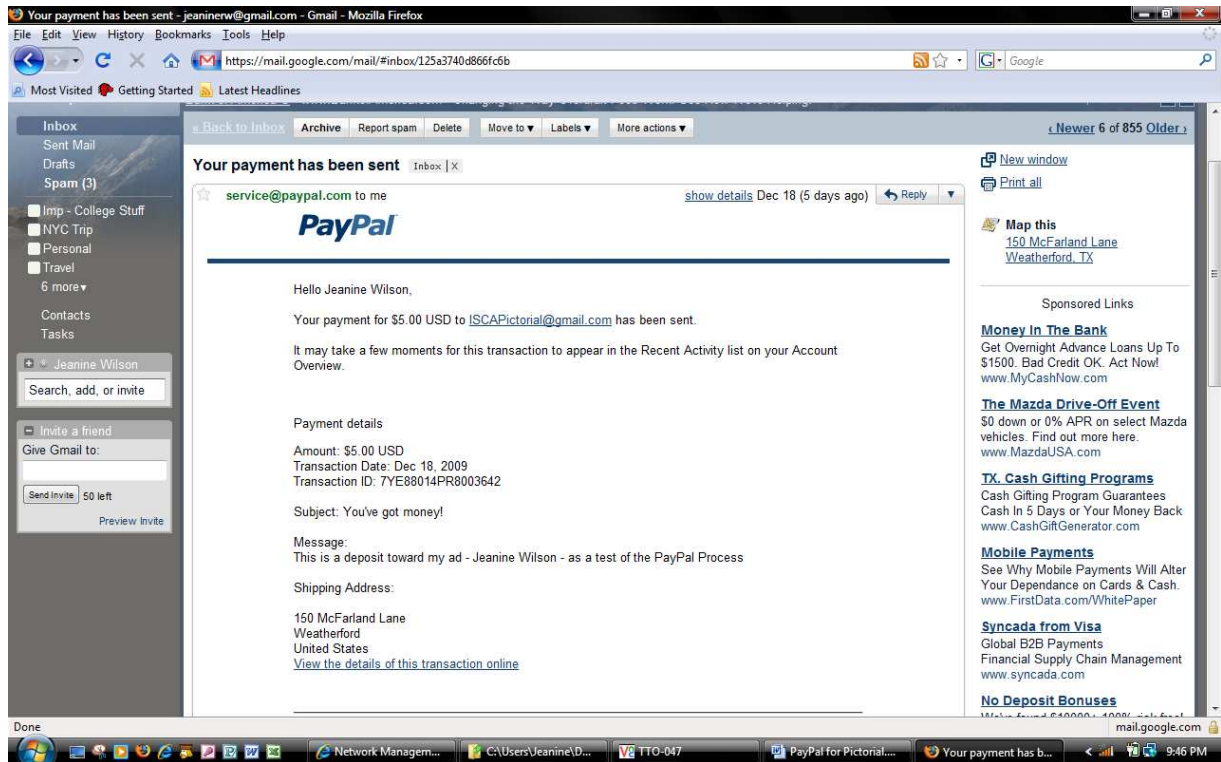 Your payment has been sent - jeaninerw@gmail.com - Gmail - Mozilla Firefox
File Edit View History Bookmarks Tools Help
https://mail.google.com/mail/#inbox/125a3740d866fc6b
G Google
Most Visited Getting Started Latest Headlines
« Back to Inbox Archive Report spam Delete Move to▼ Labels▼ More actions▼ ‹ Newer 6 of 855 Older ›
Inbox
Sent Mail
Drafts
Spam (3)
Imp - College Stuff
NYC Trip
Personal
Travel
6 more▼
Contacts
Tasks
Jeanine Wilson
Search, add, or invite
Invite a friend
Give Gmail to:
Send Invite 50 left
Preview Invite
Your payment has been sent Inbox | X
service@paypal.com to me show details Dec 18 (5 days ago) Reply ▼
PayPal
Hello Jeanine Wilson,
Your payment for $5.00 USD to ISCAPictorial@gmail.com has been sent.
It may take a few moments for this transaction to appear in the Recent Activity list on your Account
Overview.
Payment details
Amount: $5.00 USD
Transaction Date: Dec 18, 2009
Transaction ID: 7YE88014PR8003642
Subject: You've got money!
Message:
This is a deposit toward my ad - Jeanine Wilson - as a test of the PayPal Process
Shipping Address:
150 McFarland Lane
Weatherford
United States
View the details of this transaction online
New window
Print all
Map this
150 McFarland Lane
Weatherford, TX
Sponsored Links
Money In The Bank
Get Overnight Advance Loans Up To
$1500. Bad Credit OK. Act Now!
www.MyCashNow.com
The Mazda Drive-Off Event
$0 down or 0% APR on select Mazda
vehicles. Find out more here.
www.MazdaUSA.com
TX. Cash Gifting Programs
Cash Gifting Program Guarantees
Cash In 5 Days or Your Money Back
www.CashGiftGenerator.com
Mobile Payments
See Why Mobile Payments Will Alter
Your Dependance on Cards & Cash.
www.FirstData.com/WhitePaper
Syncada from Visa
Global B2B Payments
Financial Supply Chain Management
www.syncada.com
No Deposit Bonuses
Done mail.google.com
Network Managem... C:\Users\Jeanine\D... TTO-047 PayPal for Pictorial.... Your payment has b... 9:46 PM